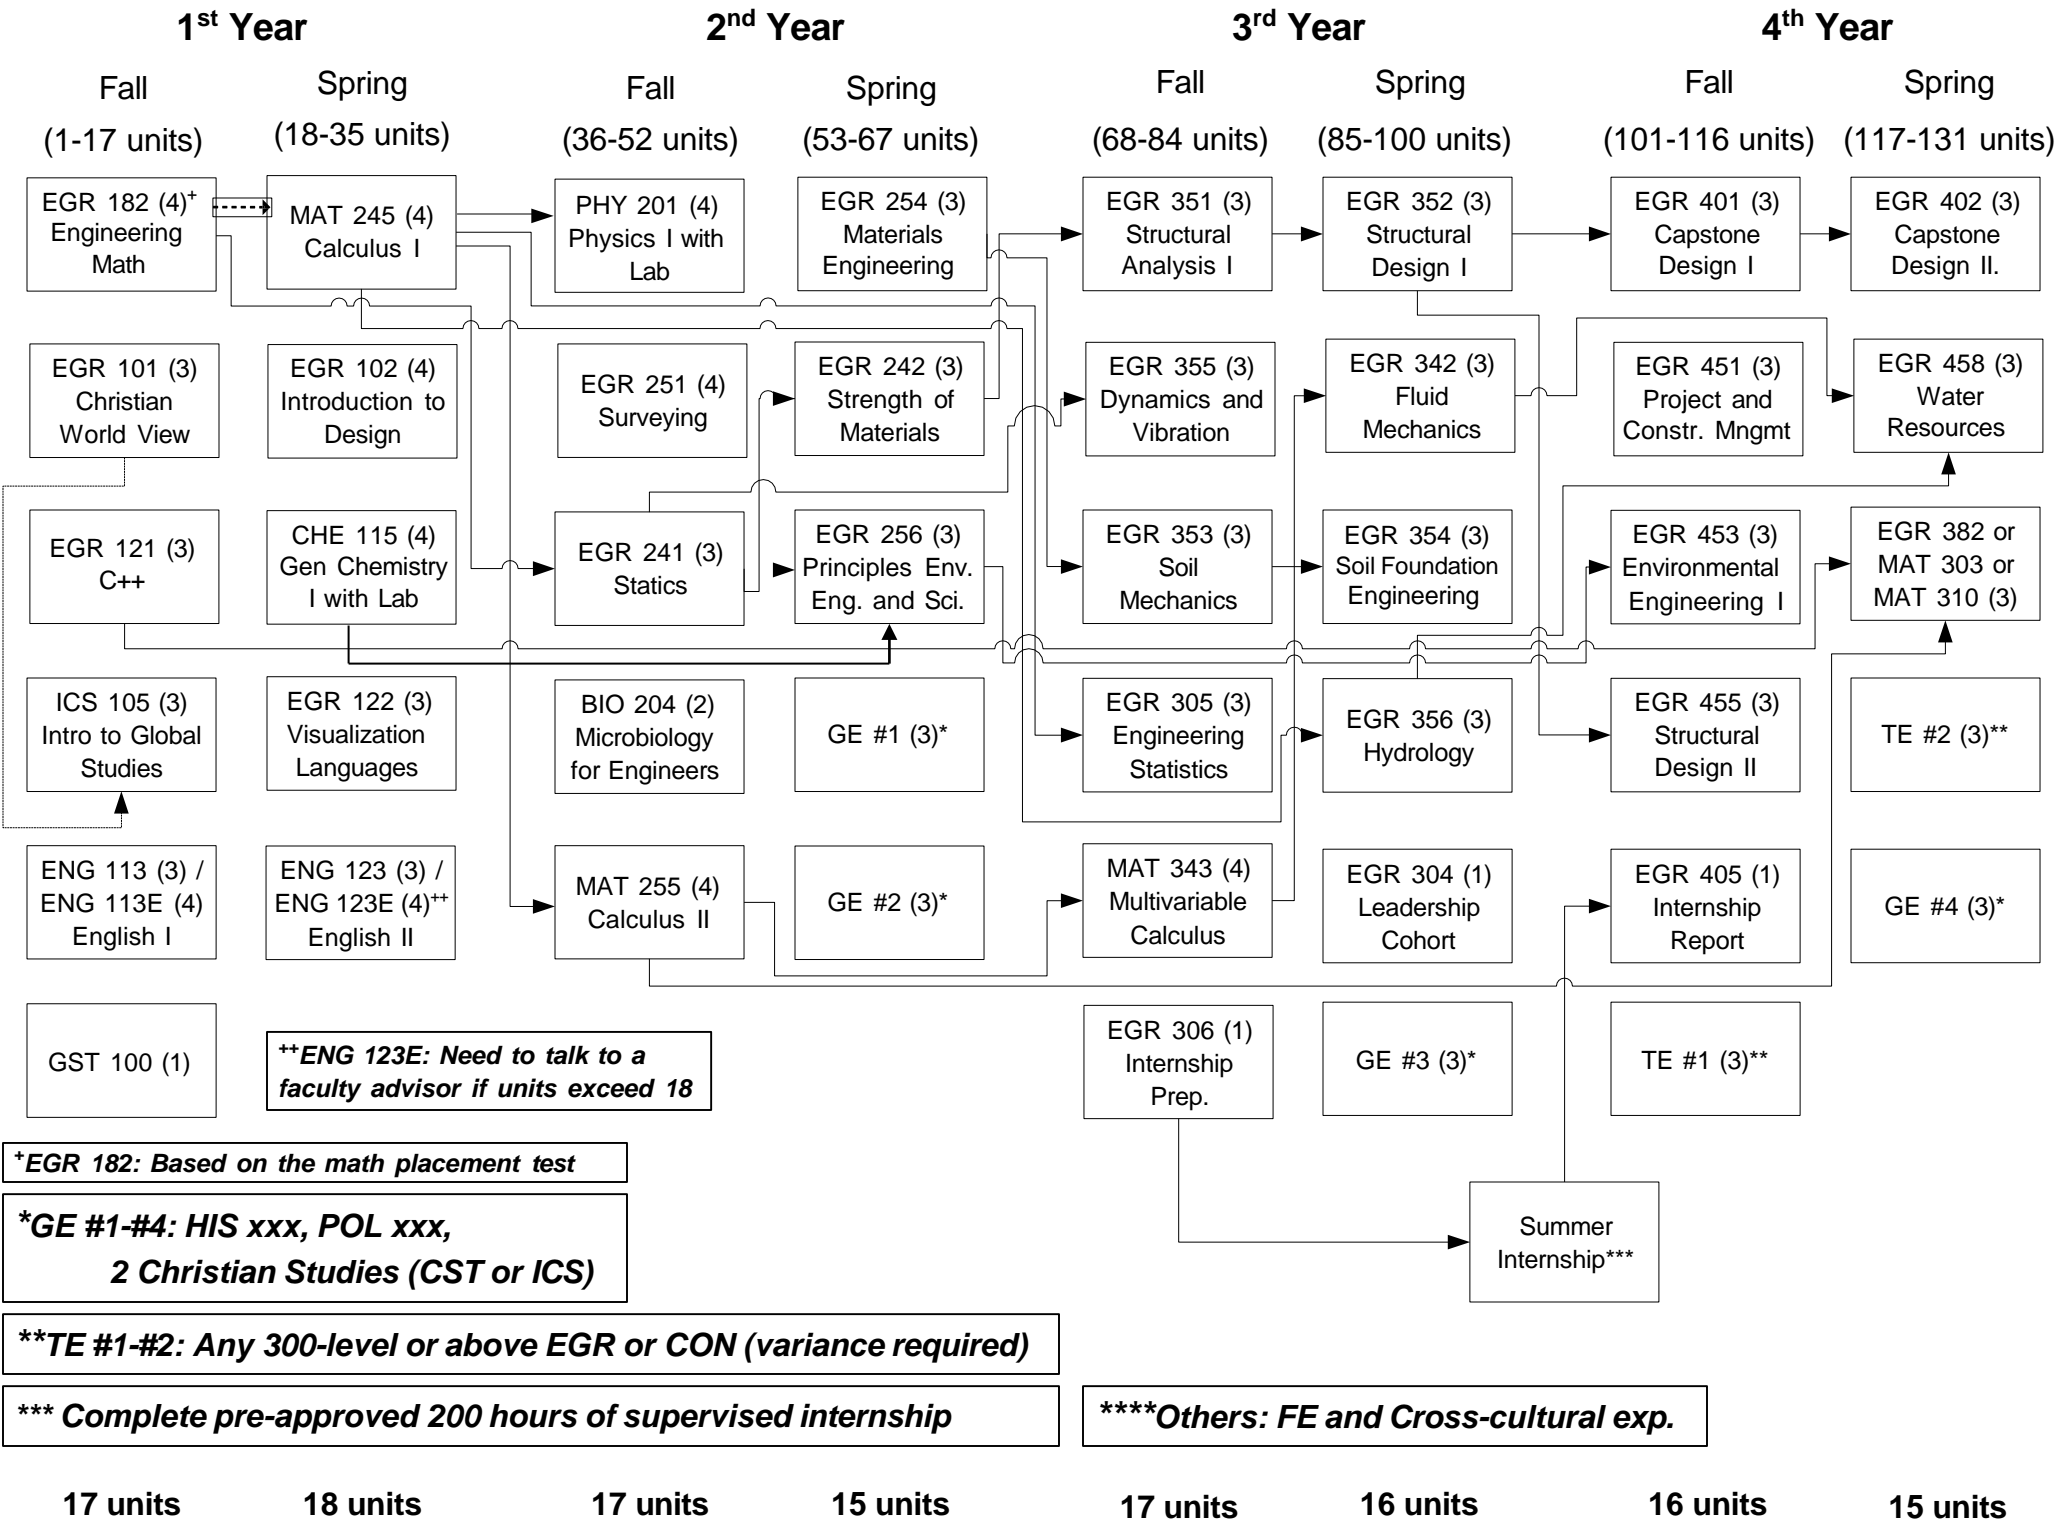 1st Year
2nd Year
3rd Year
4th Year
Fall
Spring
Fall
Spring
Fall
Spring
Fall
Spring
(1-17 units)
(18-35 units)
(36-52 units)
(53-67 units)
(68-84 units)
(85-100 units)
(101-116 units)
(117-131 units)
EGR 182 (4)+
Engineering
Math
MAT 245 (4)
Calculus I
PHY 201 (4)
Physics I with
Lab
EGR 254 (3)
Materials
Engineering
EGR 351 (3)
Structural
Analysis I
EGR 352 (3)
Structural
Design I
EGR 401 (3)
Capstone
Design I
EGR 402 (3)
Capstone
Design II.
EGR 101 (3)
Christian
World View
EGR 102 (4)
Introduction to
Design
EGR 251 (4)
Surveying
EGR 242 (3)
Strength of
Materials
EGR 355 (3)
Dynamics and
Vibration
EGR 342 (3)
Fluid
Mechanics
EGR 451 (3)
Project and
Constr. Mngmt
EGR 458 (3)
Water
Resources
EGR 121 (3)
C++
CHE 115 (4)
Gen Chemistry
I with Lab
EGR 241 (3)
Statics
EGR 256 (3)
Principles Env.
Eng. and Sci.
EGR 353 (3)
Soil
Mechanics
EGR 354 (3)
Soil Foundation
Engineering
EGR 453 (3)
Environmental
Engineering I
EGR 382 or
MAT 303 or
MAT 310 (3)
ICS 105 (3)
Intro to Global
Studies
EGR 122 (3)
Visualization
Languages
BIO 204 (2)
Microbiology
for Engineers
GE #1 (3)*
EGR 305 (3)
Engineering
Statistics
EGR 356 (3)
Hydrology
EGR 455 (3)
Structural
Design II
TE #2 (3)**
ENG 113 (3) /
ENG 113E (4)
English I
ENG 123 (3) /
ENG 123E (4)++
English II
MAT 255 (4)
Calculus II
GE #2 (3)*
MAT 343 (4)
Multivariable
Calculus
EGR 304 (1)
Leadership
Cohort
EGR 405 (1)
Internship
Report
GE #4 (3)*
GST 100 (1)
++ENG 123E: Need to talk to a
faculty advisor if units exceed 18
EGR 306 (1)
Internship
Prep.
GE #3 (3)*
TE #1 (3)**
+EGR 182: Based on the math placement test
*GE #1-#4: HIS xxx, POL xxx,
2 Christian Studies (CST or ICS)
Summer
Internship***
**TE #1-#2: Any 300-level or above EGR or CON (variance required)
*** Complete pre-approved 200 hours of supervised internship
****Others: FE and Cross-cultural exp.
17 units
18 units
17 units
15 units
17 units
16 units
16 units
15 units